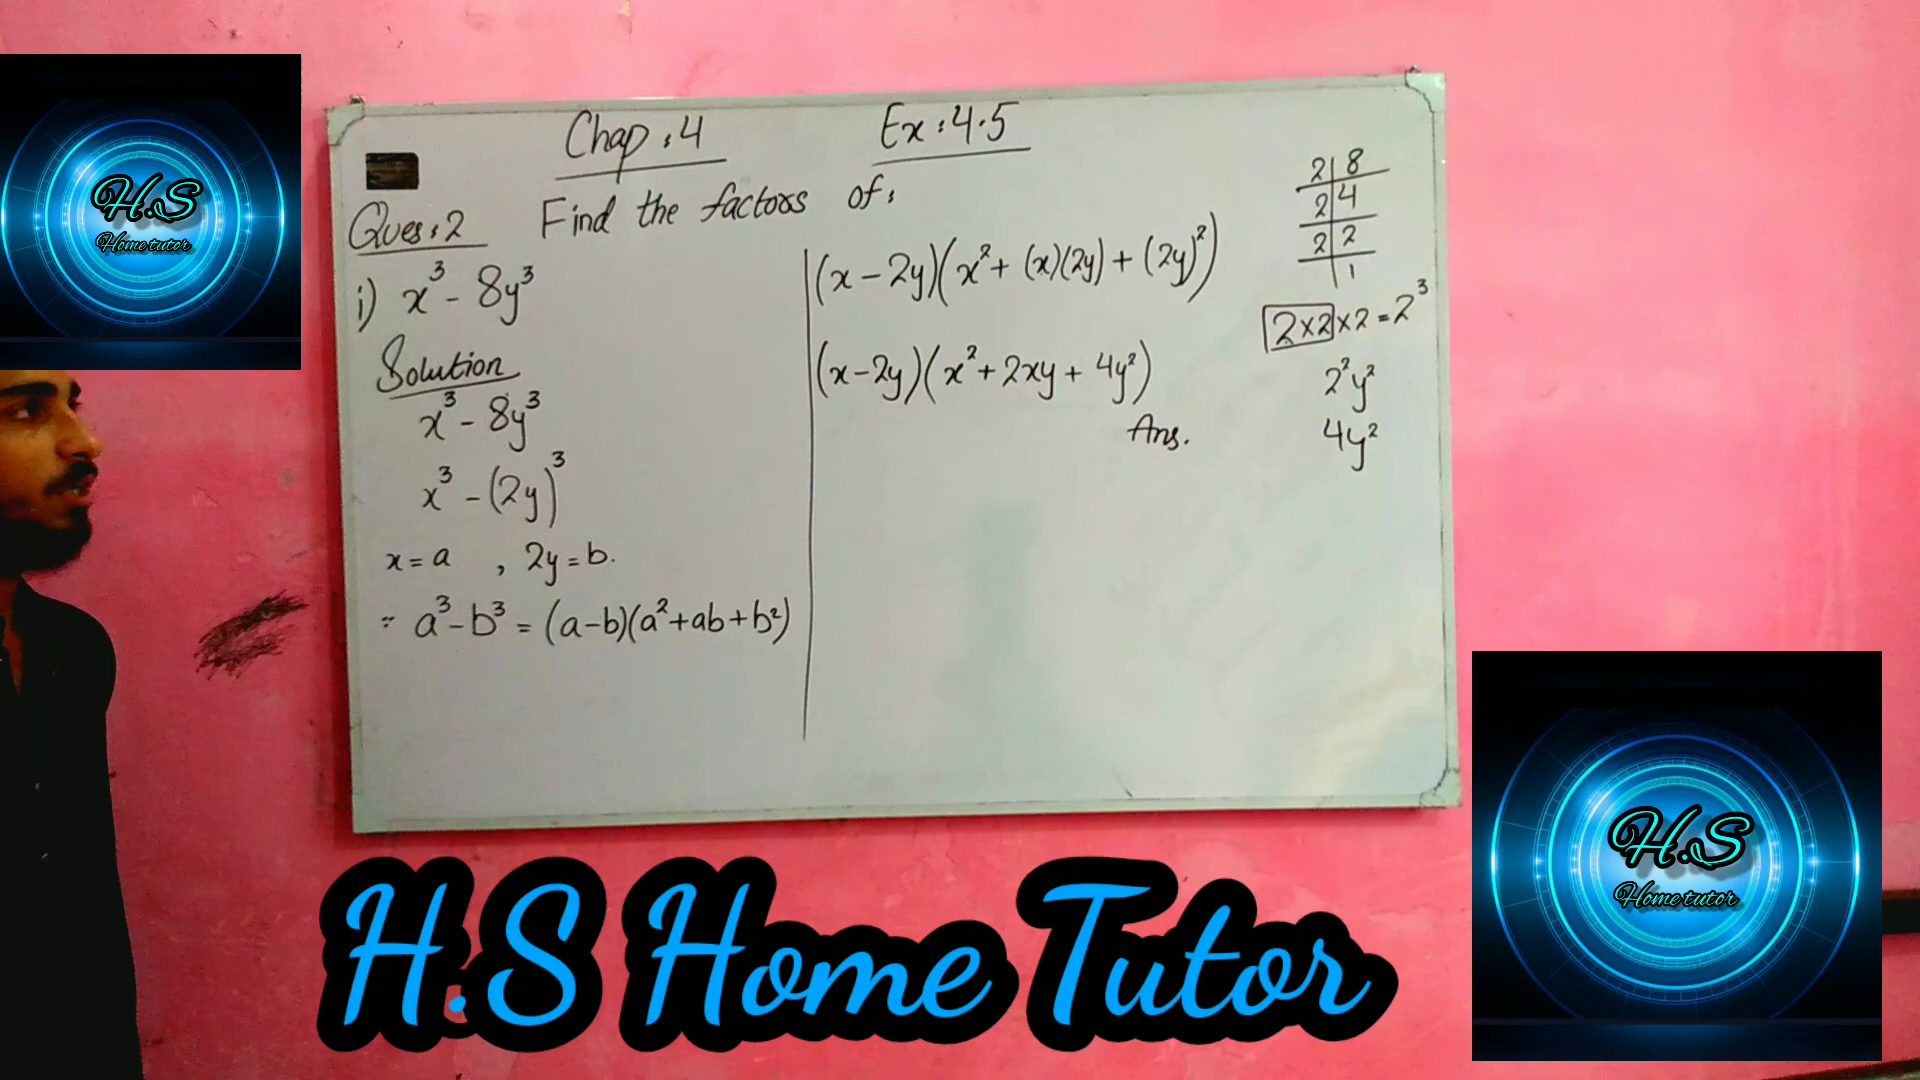 H.S
Home tutor
Chap: 4 Ex: 4.5
Ques: 2 Find the factors of:
i) x³ - 8y³
Solution
x³ - 8y³
x³ - (2y)³
x = a , 2y = b.
∵ a³ - b³ = (a-b)(a²+ab+b²)
(x - 2y)(x² + (x)(2y) + (2y)²)
(x - 2y)(x² + 2xy + 4y²)
Ans.
2 | 8
2 | 4
2 | 2
| 1
2×2×2 = 2³
2²y²
4y²
H.S Home Tutor
H.S
Home tutor